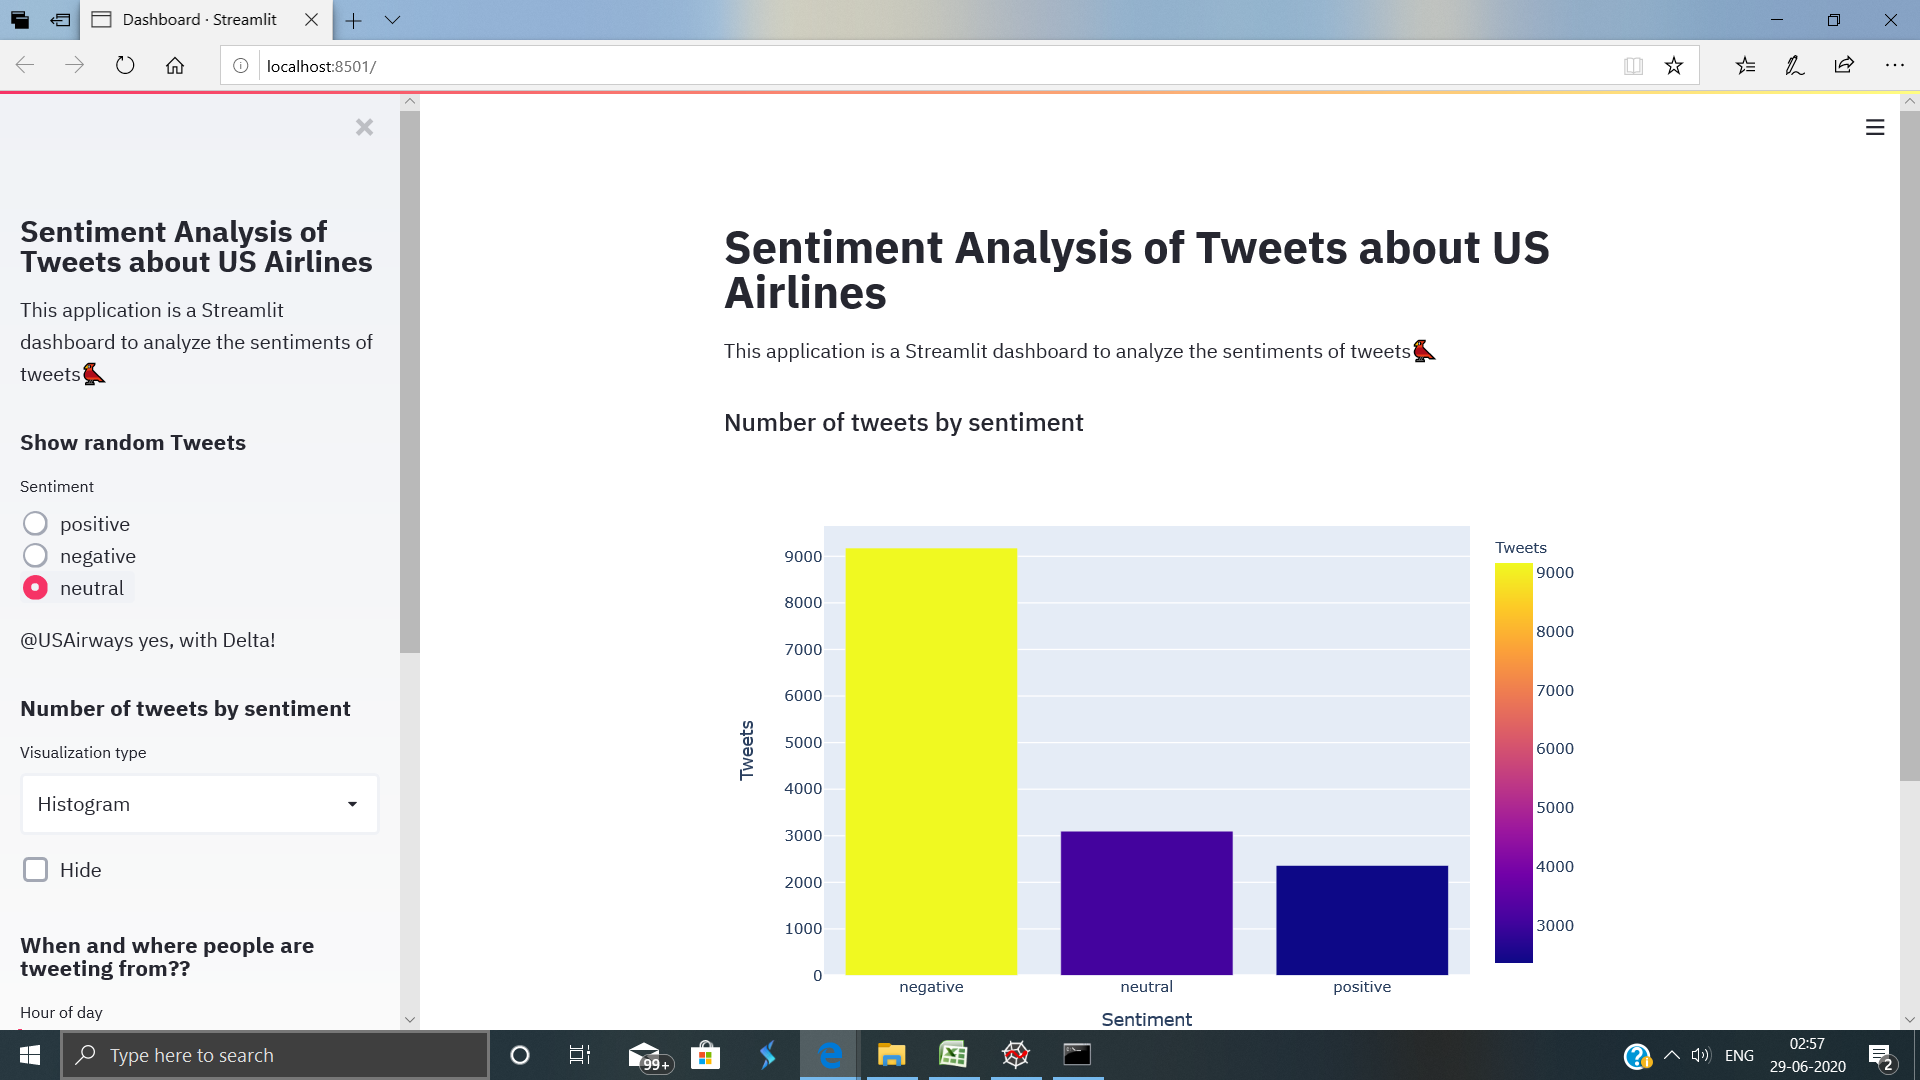 Dashboard · Streamlit
localhost:8501/
Sentiment Analysis of
Tweets about US Airlines
This application is a Streamlit
dashboard to analyze the sentiments of
tweets
Show random Tweets
Sentiment
positive
negative
neutral
@USAirways yes, with Delta!
Number of tweets by sentiment
Visualization type
Histogram
Hide
When and where people are
tweeting from??
Hour of day
Sentiment Analysis of Tweets about US
Airlines
This application is a Streamlit dashboard to analyze the sentiments of tweets
Number of tweets by sentiment
Tweets
9000
8000
7000
6000
5000
4000
3000
2000
1000
0
negative
neutral
positive
Sentiment
Tweets
9000
8000
7000
6000
5000
4000
3000
Type here to search
99+
ENG
02:57
29-06-2020
2